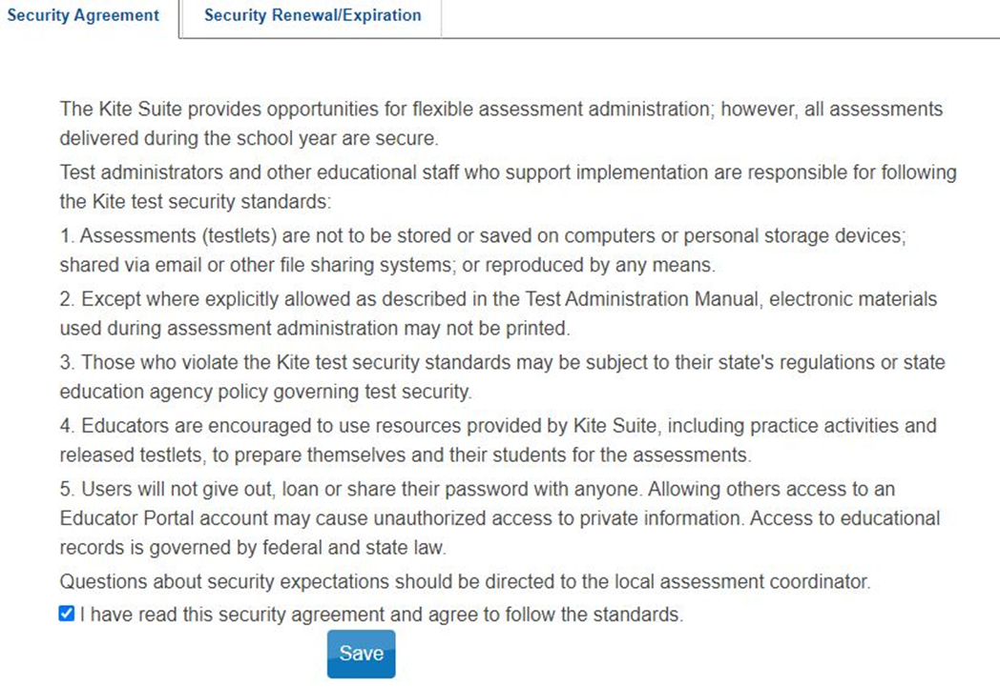 Security Agreement Security Renewal/Expiration
The Kite Suite provides opportunities for flexible assessment administration; however, all assessments
delivered during the school year are secure.
Test administrators and other educational staff who support implementation are responsible for following
the Kite test security standards:
1. Assessments (testlets) are not to be stored or saved on computers or personal storage devices;
shared via email or other file sharing systems; or reproduced by any means.
2. Except where explicitly allowed as described in the Test Administration Manual, electronic materials
used during assessment administration may not be printed.
3. Those who violate the Kite test security standards may be subject to their state's regulations or state
education agency policy governing test security.
4. Educators are encouraged to use resources provided by Kite Suite, including practice activities and
released testlets, to prepare themselves and their students for the assessments.
5. Users will not give out, loan or share their password with anyone. Allowing others access to an
Educator Portal account may cause unauthorized access to private information. Access to educational
records is governed by federal and state law.
Questions about security expectations should be directed to the local assessment coordinator.
I have read this security agreement and agree to follow the standards.
Save